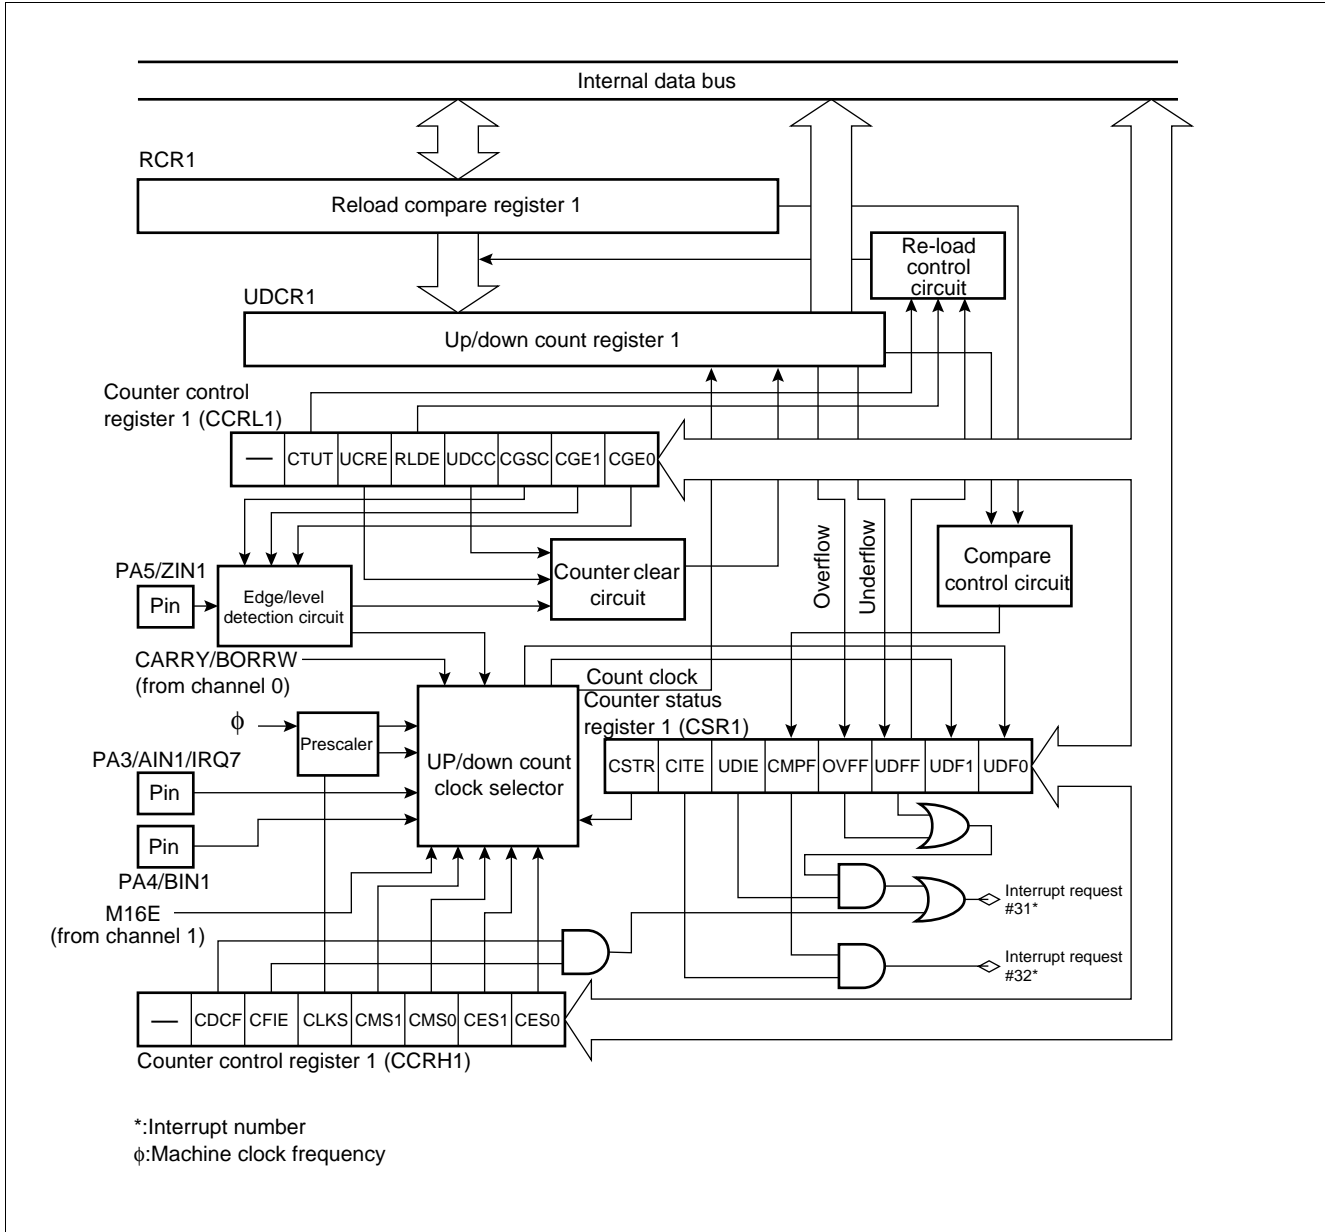 Internal data bus
RCR1
Reload compare register 1
Re-load
control
circuit
UDCR1
Up/down count register 1
Counter control
register 1 (CCRL1)
— CTUT UCRE RLDE UDCC CGSC CGE1 CGE0
Overflow
Underflow
Compare
control circuit
PA5/ZIN1
Pin
Edge/level
detection circuit
Counter clear
circuit
CARRY/BORRW
(from channel 0)
Count clock
Counter status
register 1 (CSR1)
ϕ
Prescaler
UP/down count
clock selector
CSTR CITE UDIE CMPF OVFF UDFF UDF1 UDF0
PA3/AIN1/IRQ7
Pin
Pin
PA4/BIN1
M16E
(from channel 1)
Interrupt request
#31*
Interrupt request
#32*
— CDCF CFIE CLKS CMS1 CMS0 CES1 CES0
Counter control register 1 (CCRH1)
*:Interrupt number
ϕ:Machine clock frequency